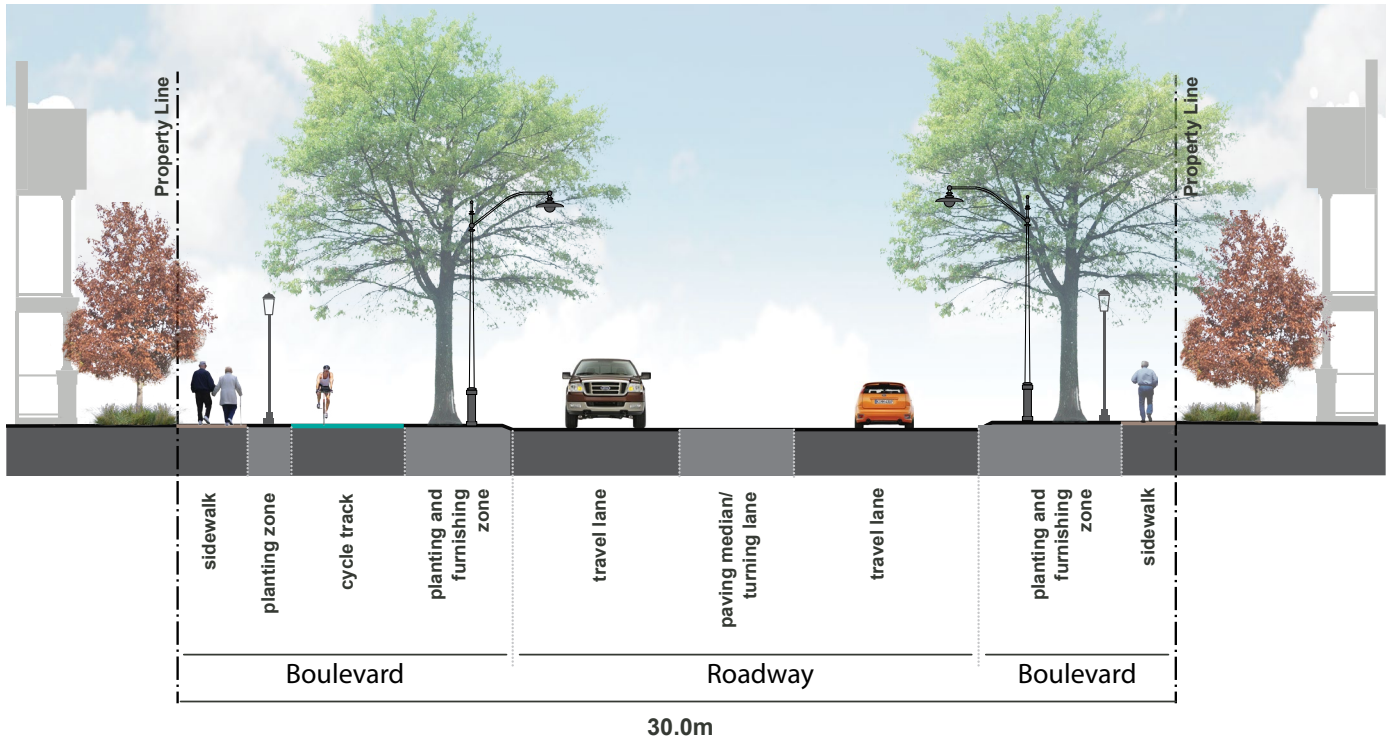 Property Line
Property Line
sidewalk
planting zone
cycle track
planting and
furnishing
zone
travel lane
paving median/
turning lane
travel lane
planting and
furnishing
zone
sidewalk
Boulevard
Roadway
Boulevard
30.0m